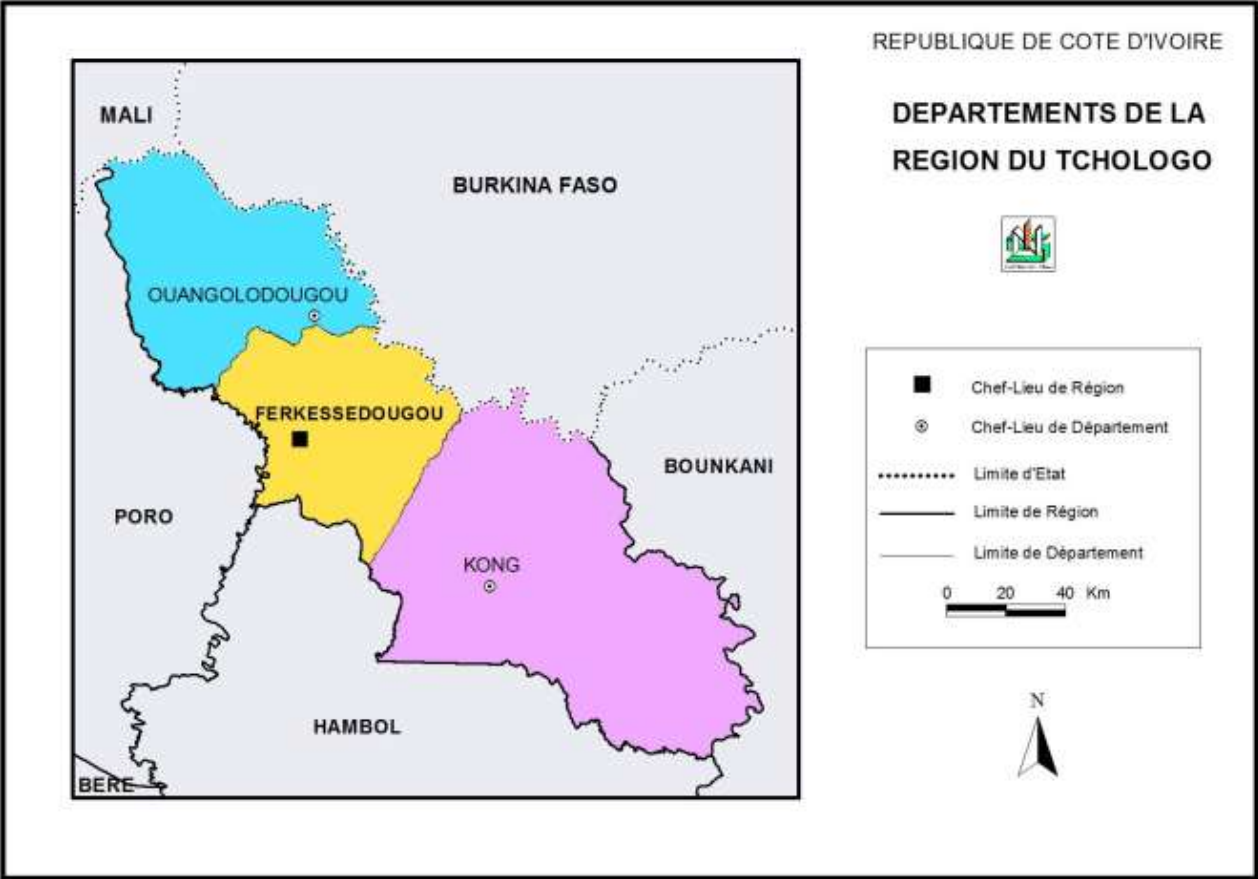 REPUBLIQUE DE COTE D'IVOIRE
DEPARTEMENTS DE LA
REGION DU TCHOLOGO
MALI
BURKINA FASO
OUANGOLODOUGOU
FERKESSEDOUGOU
BOUNKANI
PORO
KONG
HAMBOL
BERE
Chef-Lieu de Région
Chef-Lieu de Département
Limite d'Etat
Limite de Région
Limite de Département
0 20 40 Km
N